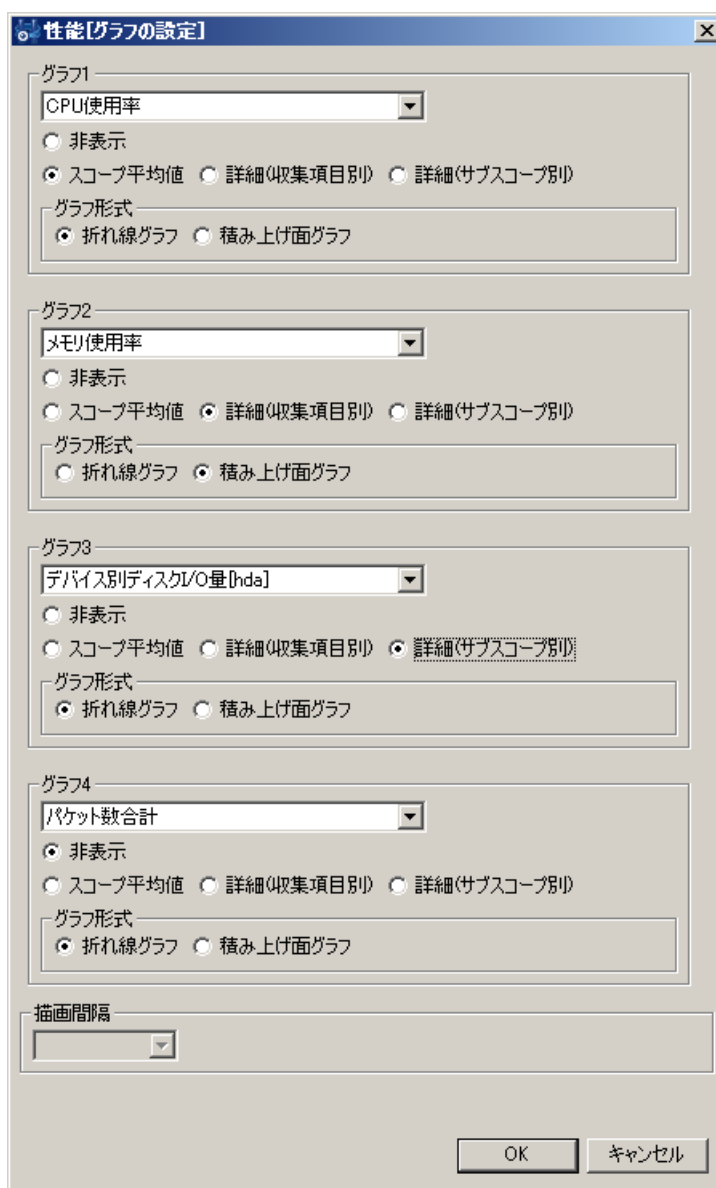 性能[グラフの設定]
グラフ1
CPU使用率
非表示
スコープ平均値 詳細(収集項目別) 詳細(サブスコープ別)
グラフ形式
折れ線グラフ 積み上げ面グラフ
グラフ2
メモリ使用率
非表示
スコープ平均値 詳細(収集項目別) 詳細(サブスコープ別)
グラフ形式
折れ線グラフ 積み上げ面グラフ
グラフ3
デバイス別ディスクI/O量[hda]
非表示
スコープ平均値 詳細(収集項目別) 詳細(サブスコープ別)
グラフ形式
折れ線グラフ 積み上げ面グラフ
グラフ4
パケット数合計
非表示
スコープ平均値 詳細(収集項目別) 詳細(サブスコープ別)
グラフ形式
折れ線グラフ 積み上げ面グラフ
描画間隔
OK キャンセル